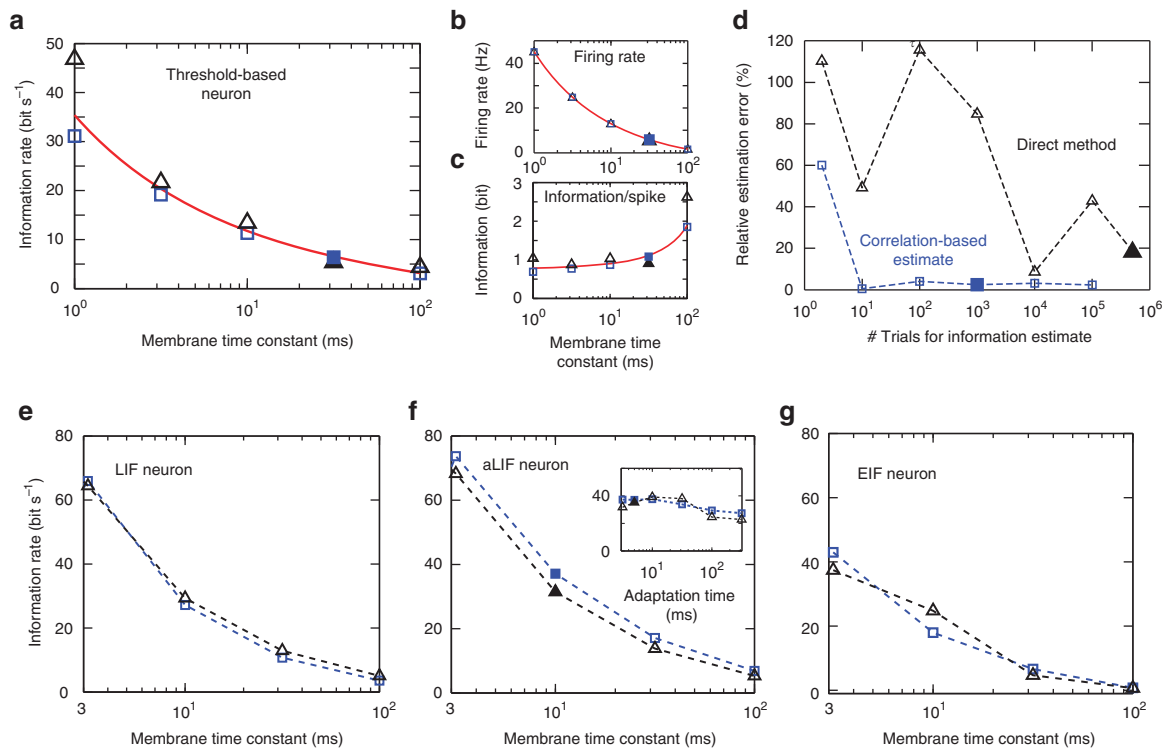 a
50
40
30
20
10
0
10⁰
10¹
10²
Information rate (bit s⁻¹)
Threshold-based
neuron
Membrane time constant (ms)
b
40
20
0
10⁰
10¹
10²
Firing rate (Hz)
Firing rate
c
3
2
1
0
10⁰
10¹
10²
Information (bit)
Information/spike
Membrane time
constant (ms)
d
120
100
80
60
40
20
0
10⁰
10¹
10²
10³
10⁴
10⁵
10⁶
Relative estimation error (%)
Direct method
Correlation-based
estimate
# Trials for information estimate
e
80
60
40
20
0
3
10¹
10²
Information rate (bit s⁻¹)
LIF neuron
Membrane time constant (ms)
f
80
60
40
20
0
3
10¹
10²
aLIF neuron
40
0
10¹
10²
Adaptation time
(ms)
Membrane time constant (ms)
g
80
60
40
20
0
3
10¹
10²
EIF neuron
Membrane time constant (ms)